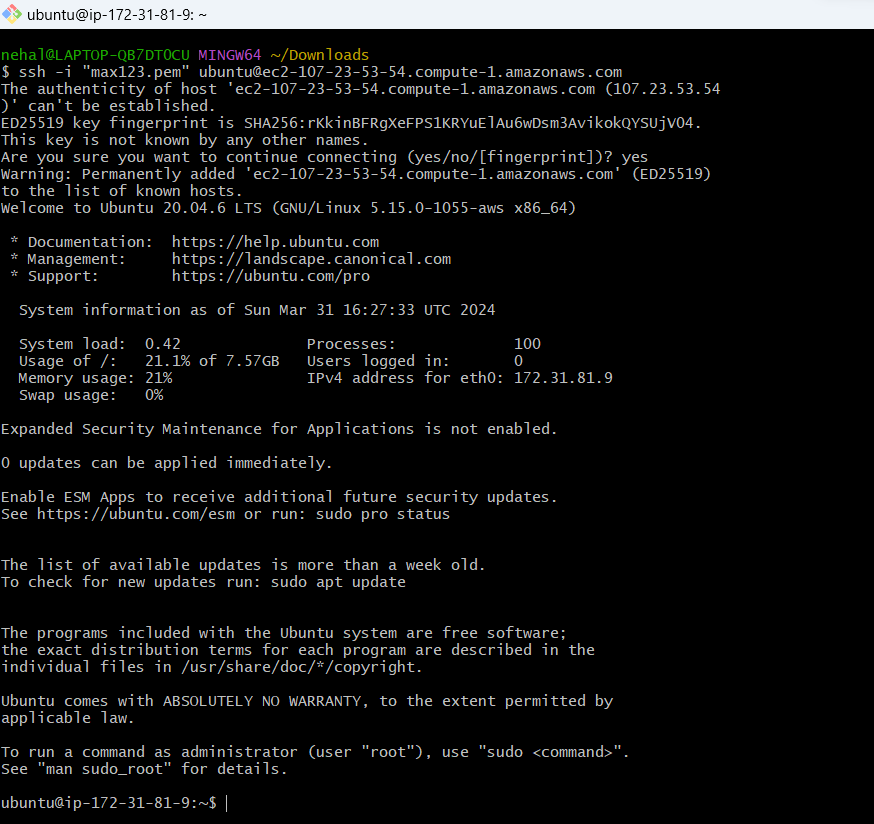 ubuntu@ip-172-31-81-9: ~
nehal@LAPTOP-QB7DT0CU MINGW64 ~/Downloads
$ ssh -i "max123.pem" ubuntu@ec2-107-23-53-54.compute-1.amazonaws.com
The authenticity of host 'ec2-107-23-53-54.compute-1.amazonaws.com (107.23.53.54
)' can't be established.
ED25519 key fingerprint is SHA256:rKkinBFRgXeFPS1KRYuElAu6wDsm3AvikokQYSUjVO4.
This key is not known by any other names.
Are you sure you want to continue connecting (yes/no/[fingerprint])? yes
Warning: Permanently added 'ec2-107-23-53-54.compute-1.amazonaws.com' (ED25519)
to the list of known hosts.
Welcome to Ubuntu 20.04.6 LTS (GNU/Linux 5.15.0-1055-aws x86_64)
* Documentation:  https://help.ubuntu.com
* Management:     https://landscape.canonical.com
* Support:        https://ubuntu.com/pro
System information as of Sun Mar 31 16:27:33 UTC 2024
System load:  0.42              Processes:             100
Usage of /:   21.1% of 7.57GB   Users logged in:       0
Memory usage: 21%               IPv4 address for eth0: 172.31.81.9
Swap usage:   0%
Expanded Security Maintenance for Applications is not enabled.
0 updates can be applied immediately.
Enable ESM Apps to receive additional future security updates.
See https://ubuntu.com/esm or run: sudo pro status
The list of available updates is more than a week old.
To check for new updates run: sudo apt update
The programs included with the Ubuntu system are free software;
the exact distribution terms for each program are described in the
individual files in /usr/share/doc/*/copyright.
Ubuntu comes with ABSOLUTELY NO WARRANTY, to the extent permitted by
applicable law.
To run a command as administrator (user "root"), use "sudo <command>".
See "man sudo_root" for details.
ubuntu@ip-172-31-81-9:~$